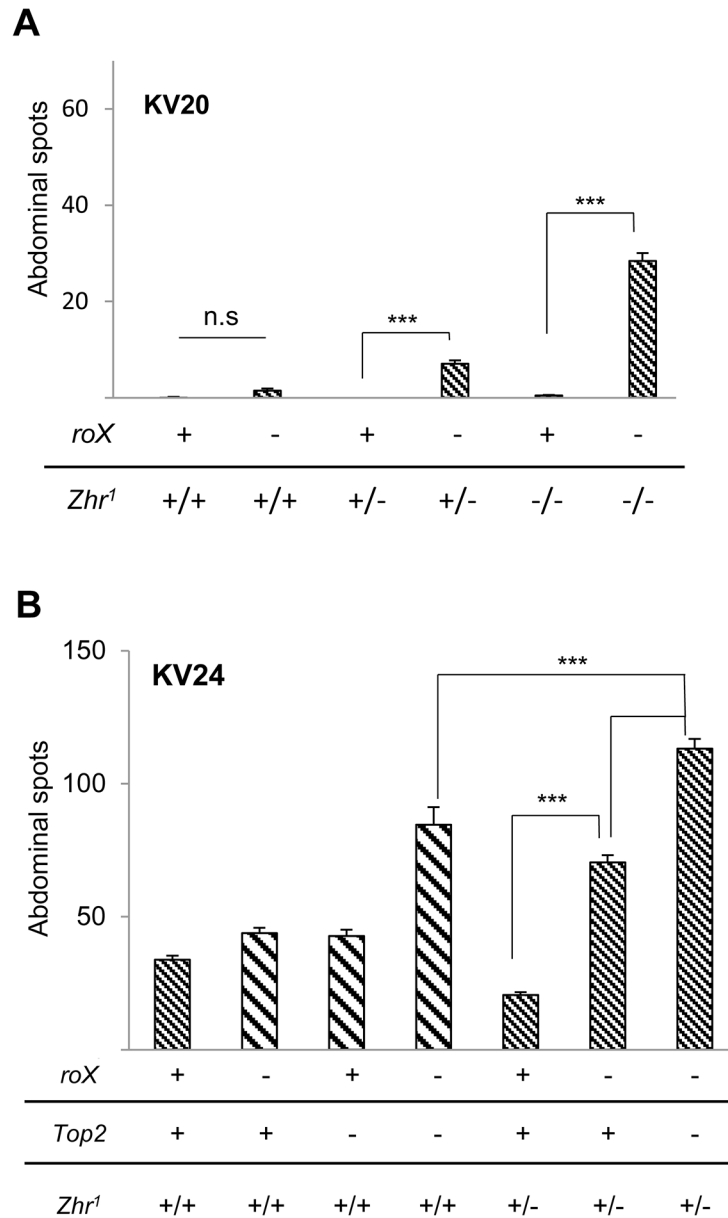 A
KV20
Abdominal spots
60
40
20
n.s
***
***
roX + - + - + -
Zhr¹ +/+ +/+ +/- +/- -/- -/-
B
KV24
Abdominal spots
150
100
50
***
***
roX + - + - + - -
Top2 + + - - + + -
Zhr¹ +/+ +/+ +/+ +/+ +/- +/- +/-